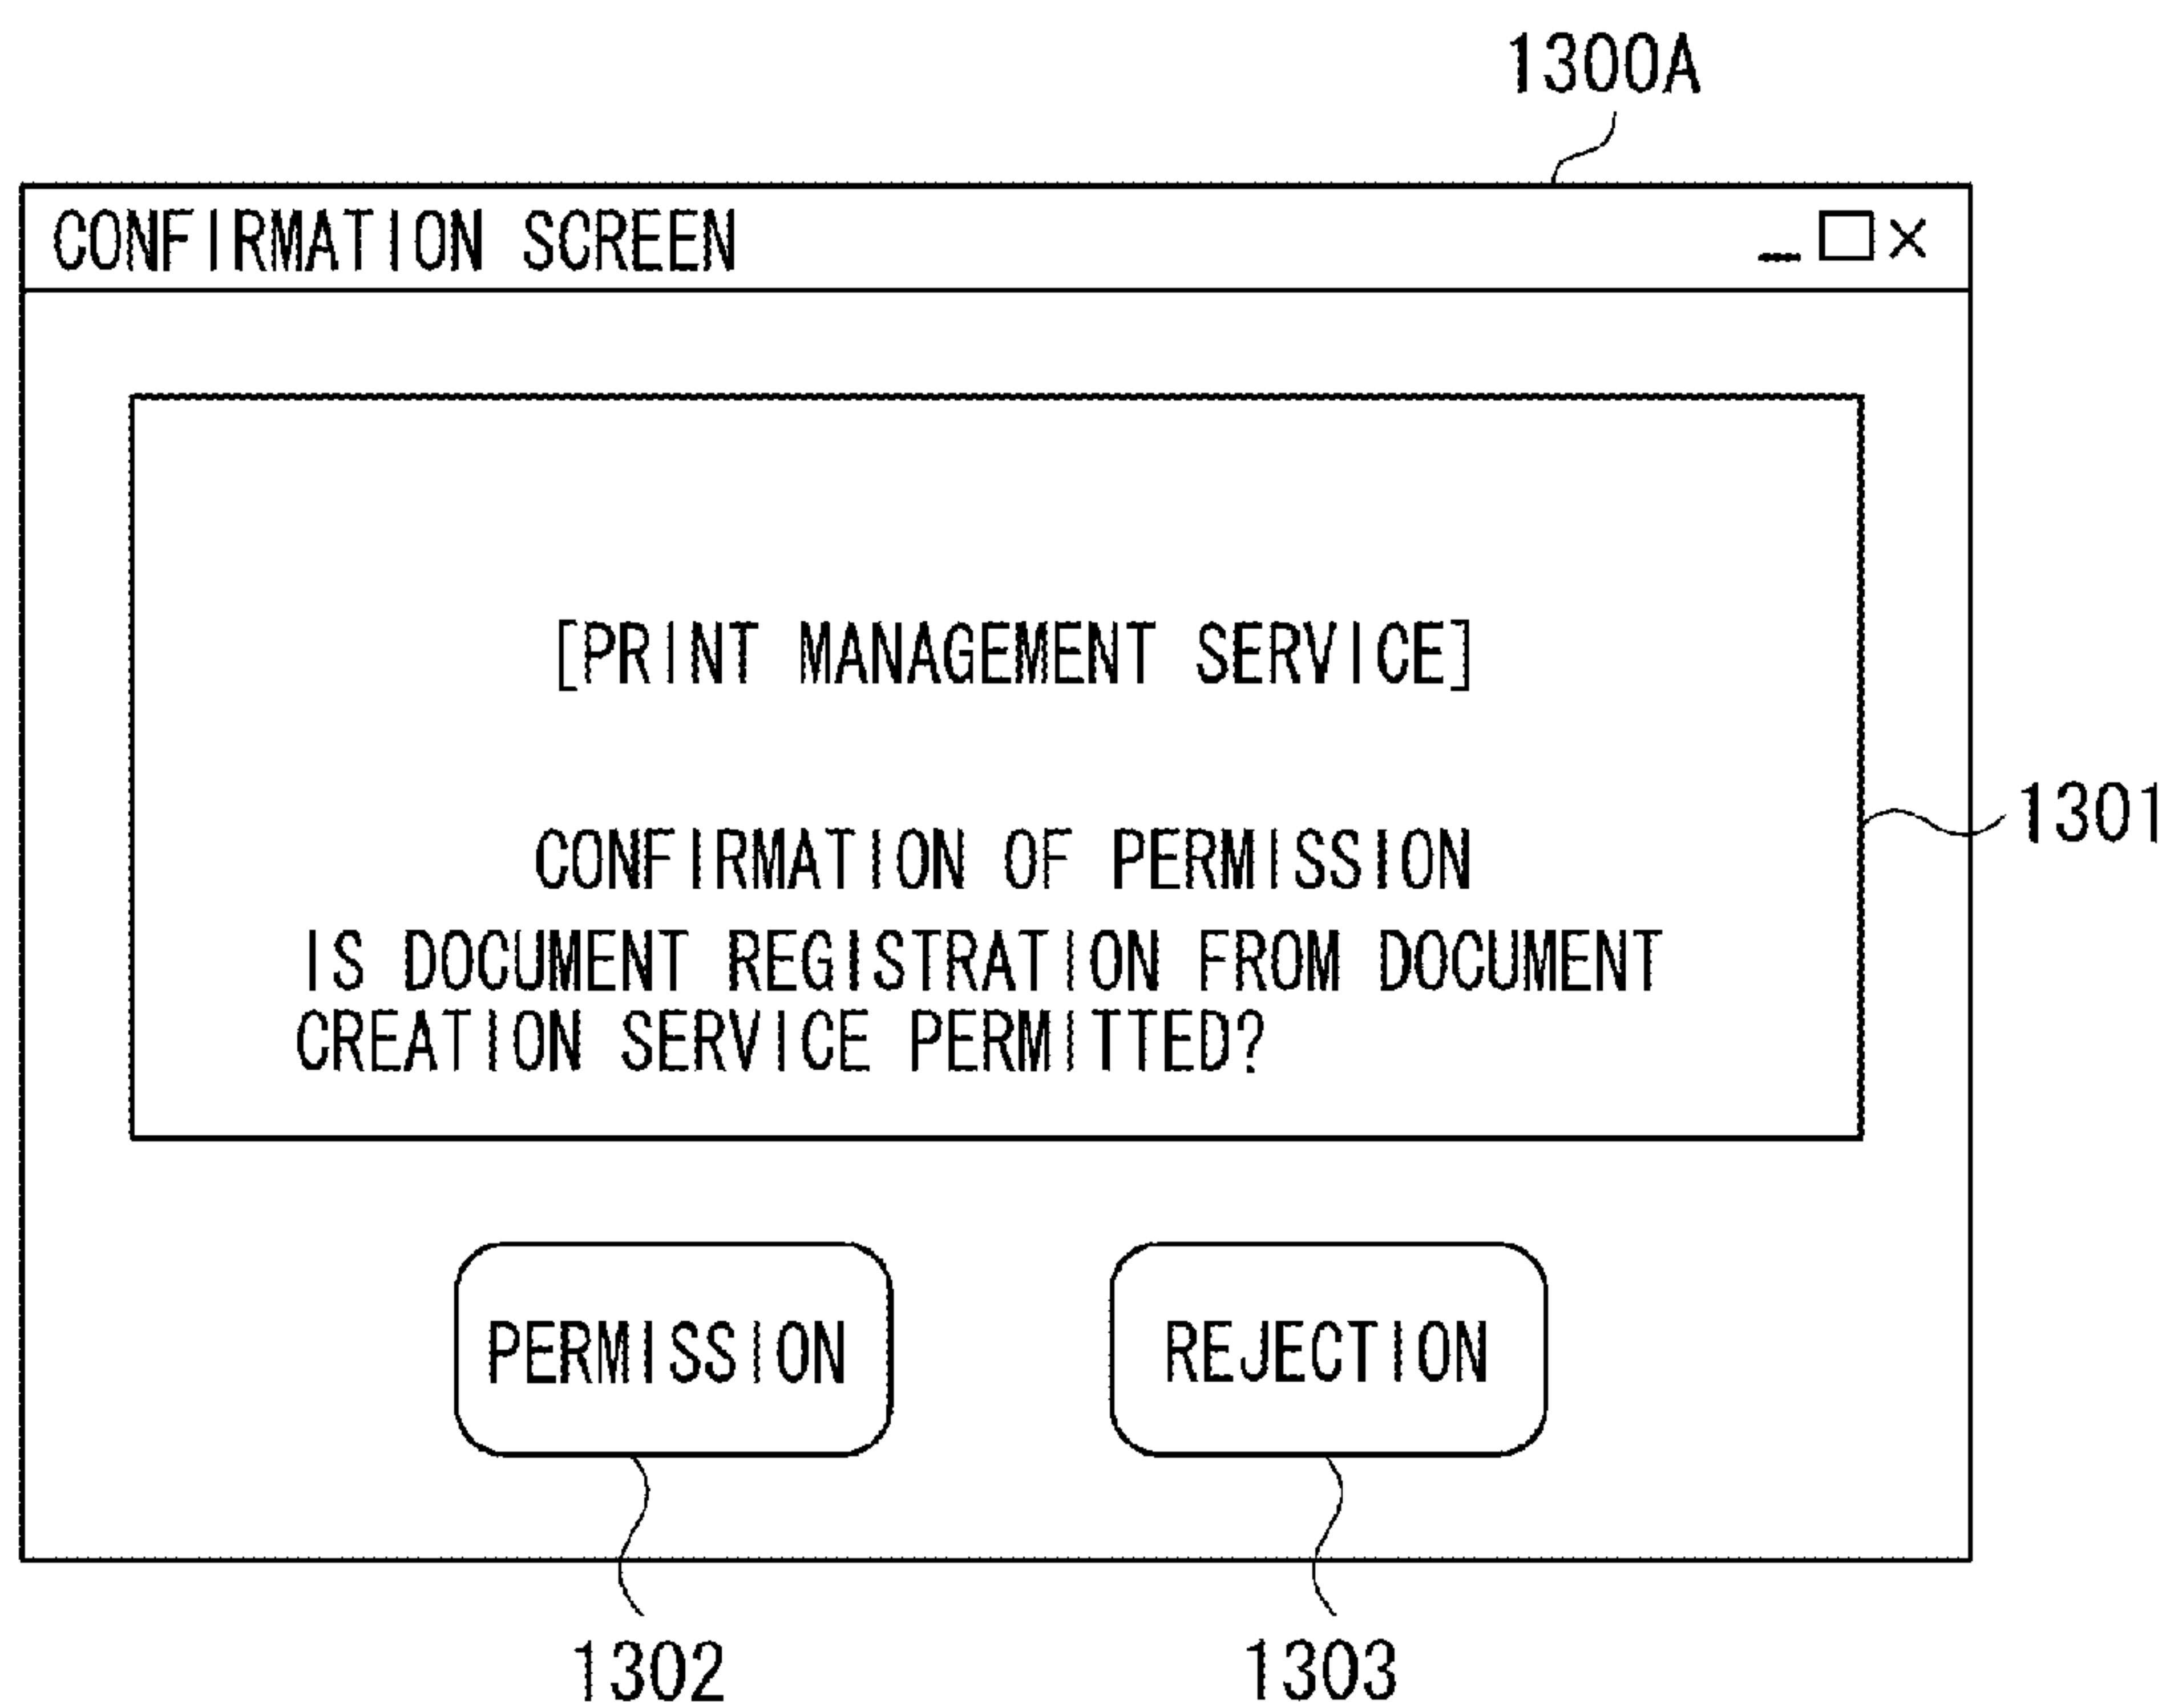 1300A
CONFIRMATION SCREEN
[PRINT MANAGEMENT SERVICE]
1301
CONFIRMATION OF PERMISSION
IS DOCUMENT REGISTRATION FROM DOCUMENT
CREATION SERVICE PERMITTED?
PERMISSION
REJECTION
1302
1303